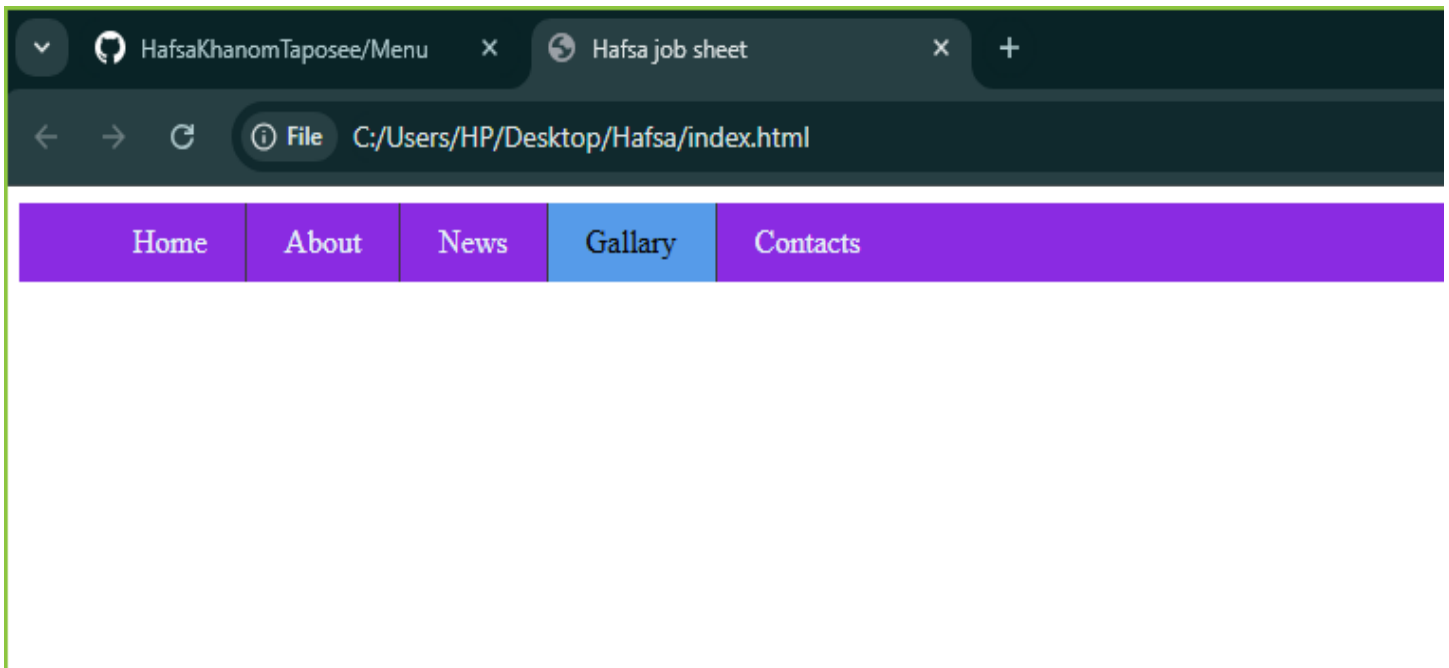 HafsaKhanomTaposee/Menu Hafsa job sheet
File C:/Users/HP/Desktop/Hafsa/index.html
Home About News Gallary Contacts